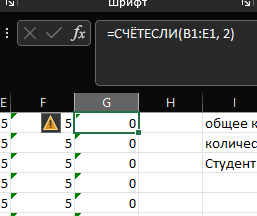 Шрифт
fx
=СЧЁТЕСЛИ(B1:E1; 2)
E F G H I
5 5 0 общее к
5 5 0 количес
5 5 0 Студент
5 5 0
5 5 0